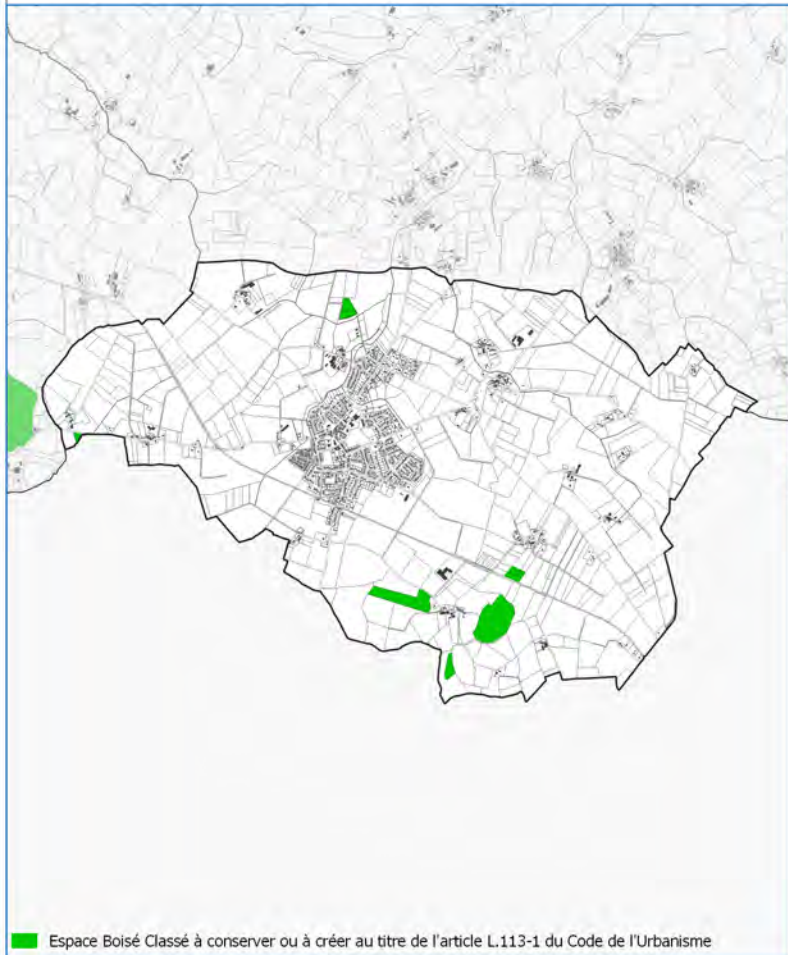 Espace Boisé Classé à conserver ou à créer au titre de l'article L.113-1 du Code de l'Urbanisme